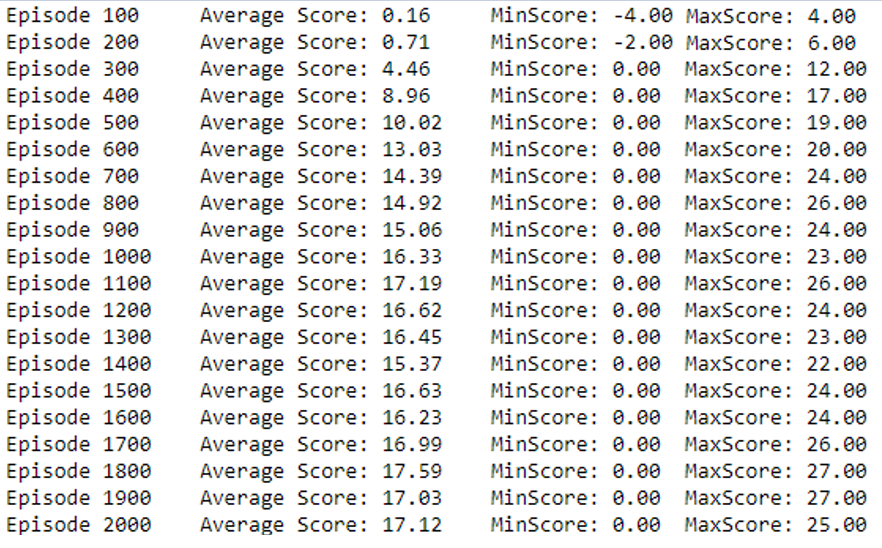 Episode 100 Average Score: 0.16 MinScore: -4.00 MaxScore: 4.00
Episode 200 Average Score: 0.71 MinScore: -2.00 MaxScore: 6.00
Episode 300 Average Score: 4.46 MinScore: 0.00 MaxScore: 12.00
Episode 400 Average Score: 8.96 MinScore: 0.00 MaxScore: 17.00
Episode 500 Average Score: 10.02 MinScore: 0.00 MaxScore: 19.00
Episode 600 Average Score: 13.03 MinScore: 0.00 MaxScore: 20.00
Episode 700 Average Score: 14.39 MinScore: 0.00 MaxScore: 24.00
Episode 800 Average Score: 14.92 MinScore: 0.00 MaxScore: 26.00
Episode 900 Average Score: 15.06 MinScore: 0.00 MaxScore: 24.00
Episode 1000 Average Score: 16.33 MinScore: 0.00 MaxScore: 23.00
Episode 1100 Average Score: 17.19 MinScore: 0.00 MaxScore: 26.00
Episode 1200 Average Score: 16.62 MinScore: 0.00 MaxScore: 24.00
Episode 1300 Average Score: 16.45 MinScore: 0.00 MaxScore: 23.00
Episode 1400 Average Score: 15.37 MinScore: 0.00 MaxScore: 22.00
Episode 1500 Average Score: 16.63 MinScore: 0.00 MaxScore: 24.00
Episode 1600 Average Score: 16.23 MinScore: 0.00 MaxScore: 24.00
Episode 1700 Average Score: 16.99 MinScore: 0.00 MaxScore: 26.00
Episode 1800 Average Score: 17.59 MinScore: 0.00 MaxScore: 27.00
Episode 1900 Average Score: 17.03 MinScore: 0.00 MaxScore: 27.00
Episode 2000 Average Score: 17.12 MinScore: 0.00 MaxScore: 25.00